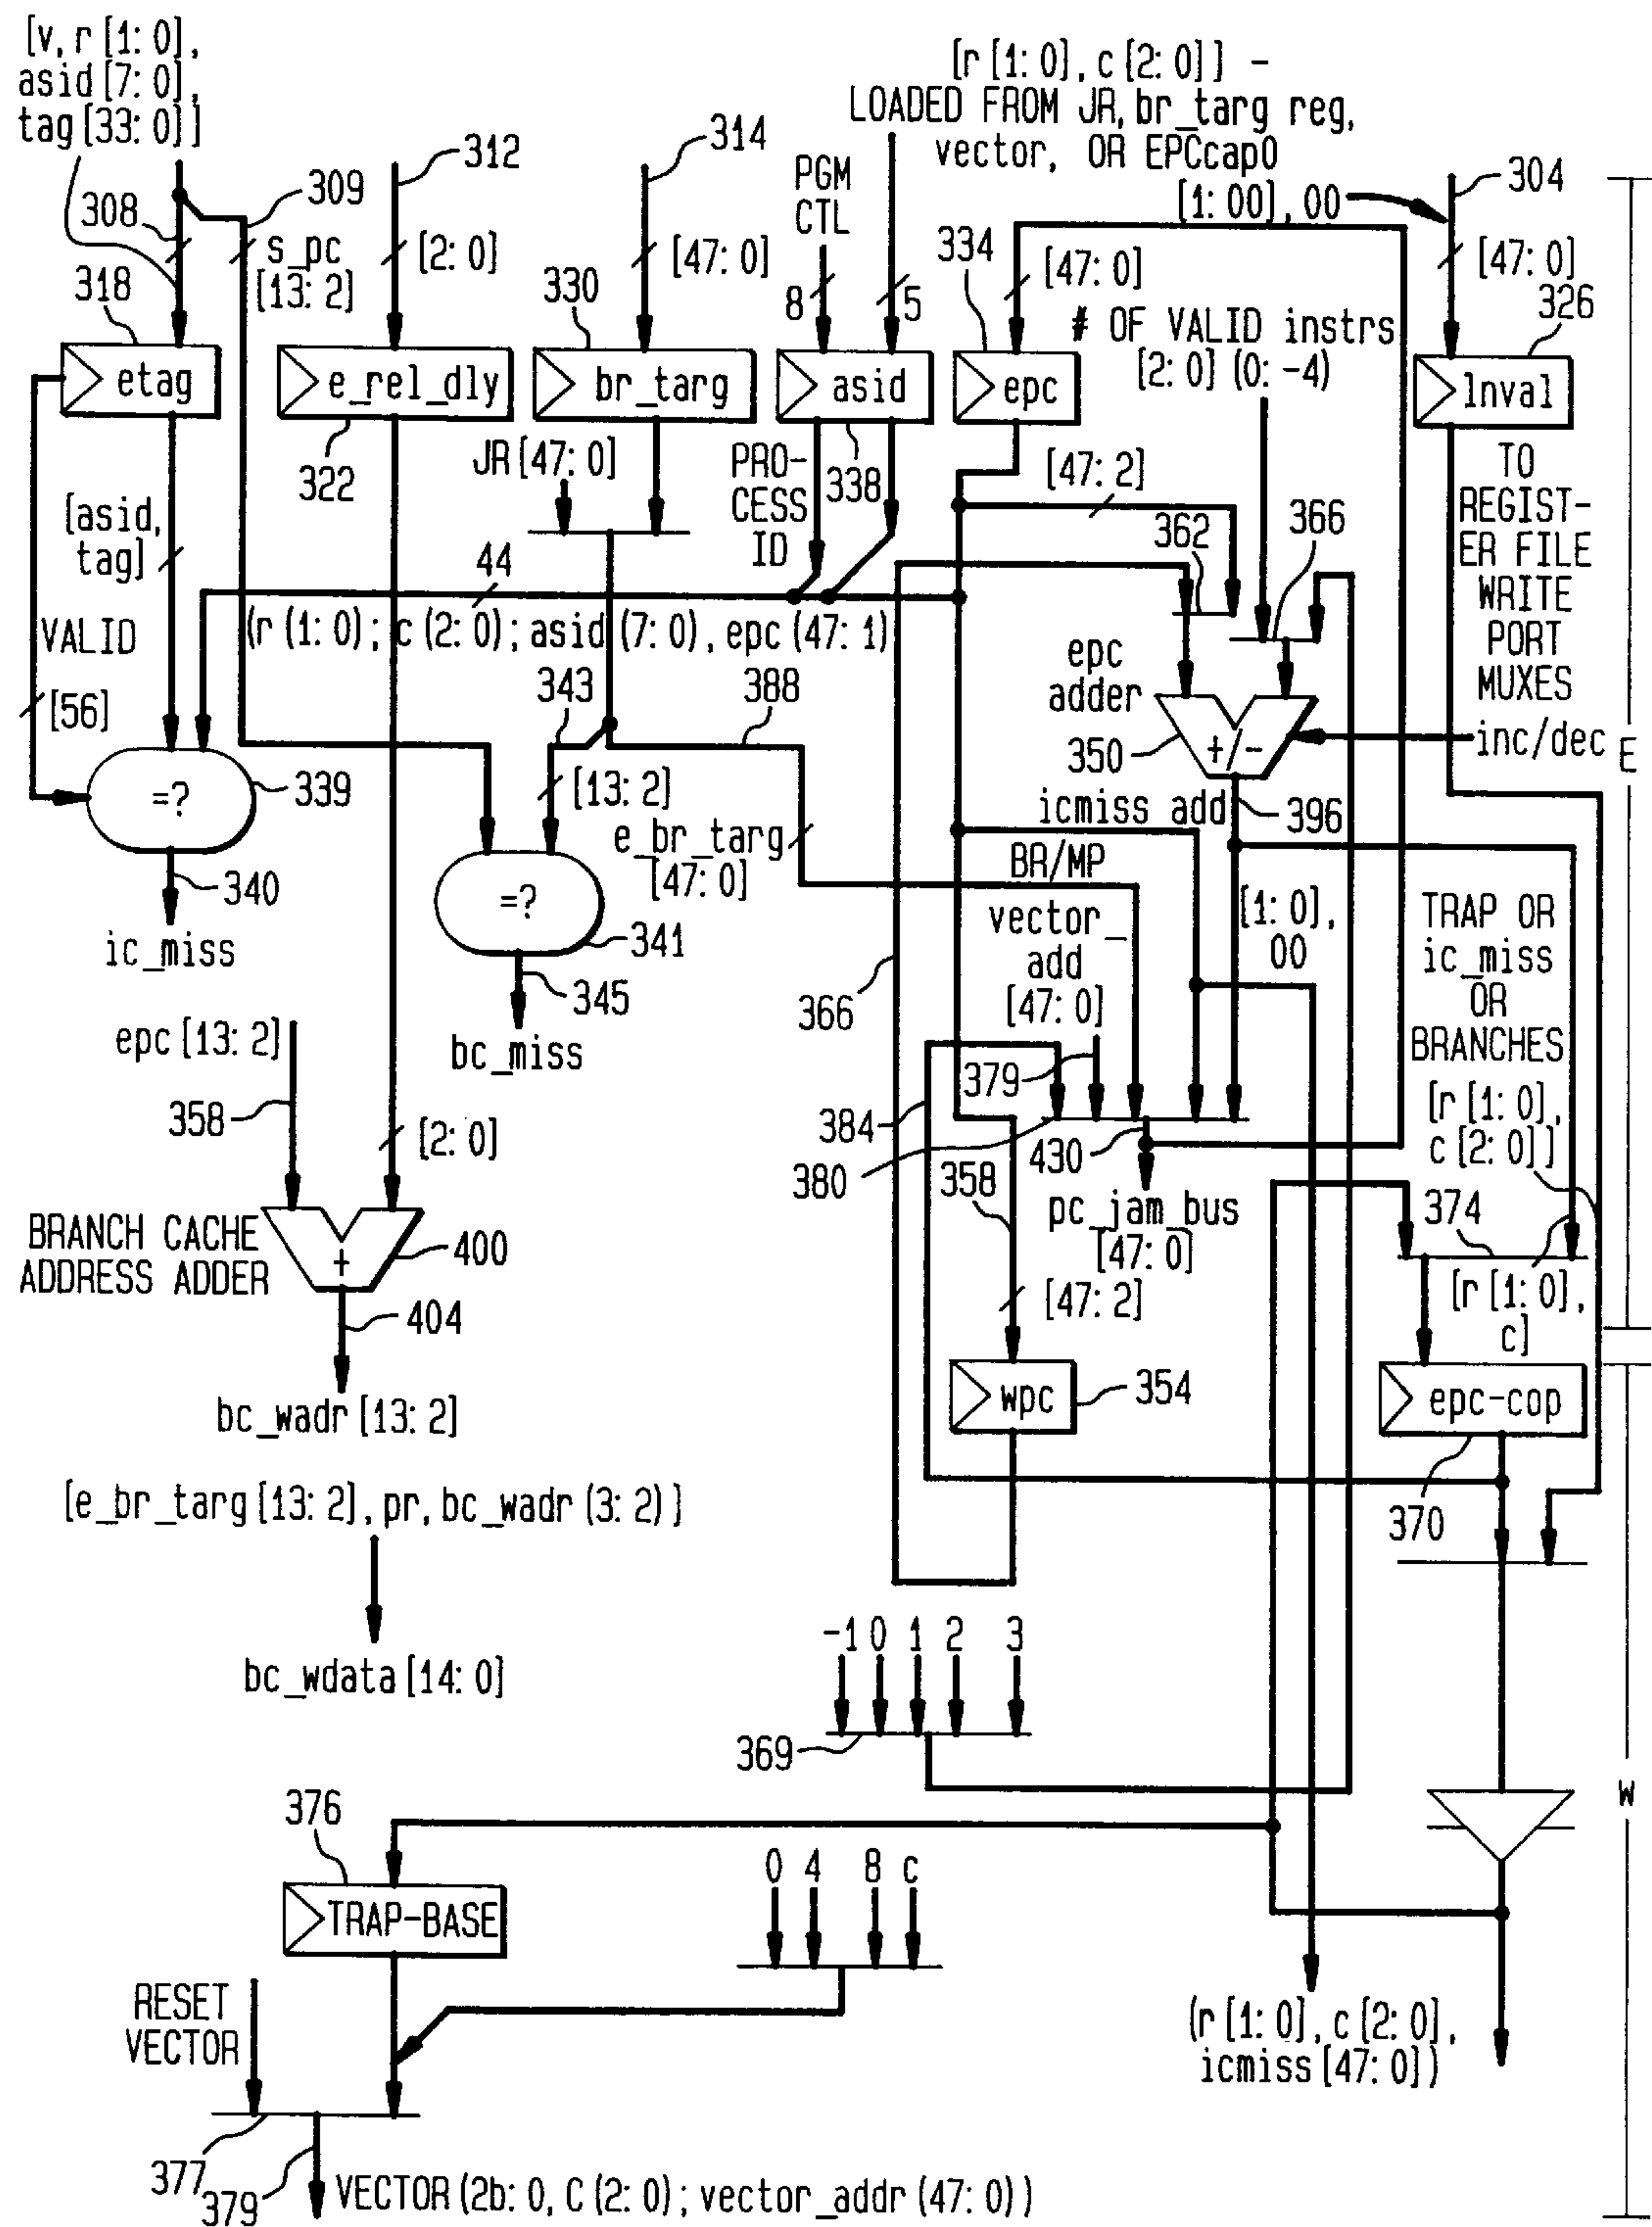 [v, r [1: 0],
asid [7: 0],
tag [33: 0]]
308
309
s_pc
[13: 2]
312
[2: 0]
314
[47: 0]
PGM
CTL
8
5
[r [1: 0], c [2: 0]] -
LOADED FROM JR, br_targ reg,
vector, OR EPCcap0
[1: 00], 00
304
[47: 0]
334
[47: 0]
# OF VALID instrs
[2: 0] (0: -4)
326
318
etag
e_rel_dly
322
330
br_targ
asid
338
epc
lnval
JR [47: 0]
PRO-
CESS
ID
[47: 2]
362
366
TO
REGIST-
ER FILE
WRITE
PORT
MUXES
[asid,
tag]
44
(r (1: 0) ; c (2: 0) ; asid (7: 0), epc (47: 1)
VALID
[56]
343
388
epc
adder
350
+/-
inc/dec
E
=?
339
340
ic_miss
[13: 2]
e_br_targ
[47: 0]
=?
341
345
bc_miss
icmiss add
396
BR/MP
vector_
add
[47: 0]
379
[1: 0],
00
TRAP OR
ic_miss
OR
BRANCHES
[r [1: 0],
c [2: 0]]
366
384
380
430
358
pc_jam_bus
[47: 0]
374
[r [1: 0],
c]
epc [13: 2]
358
[2: 0]
BRANCH CACHE
ADDRESS ADDER
+
400
404
bc_wadr [13: 2]
[47: 2]
wpc
354
epc-cop
370
[e_br_targ [13: 2], pr, bc_wadr (3: 2) ]
bc_wdata [14: 0]
-1 0 1 2 3
369
W
376
TRAP-BASE
0 4 8 c
RESET
VECTOR
(r [1: 0], c [2: 0],
icmiss [47: 0])
377
379
VECTOR (2b: 0, C (2: 0) ; vector_addr (47: 0) )